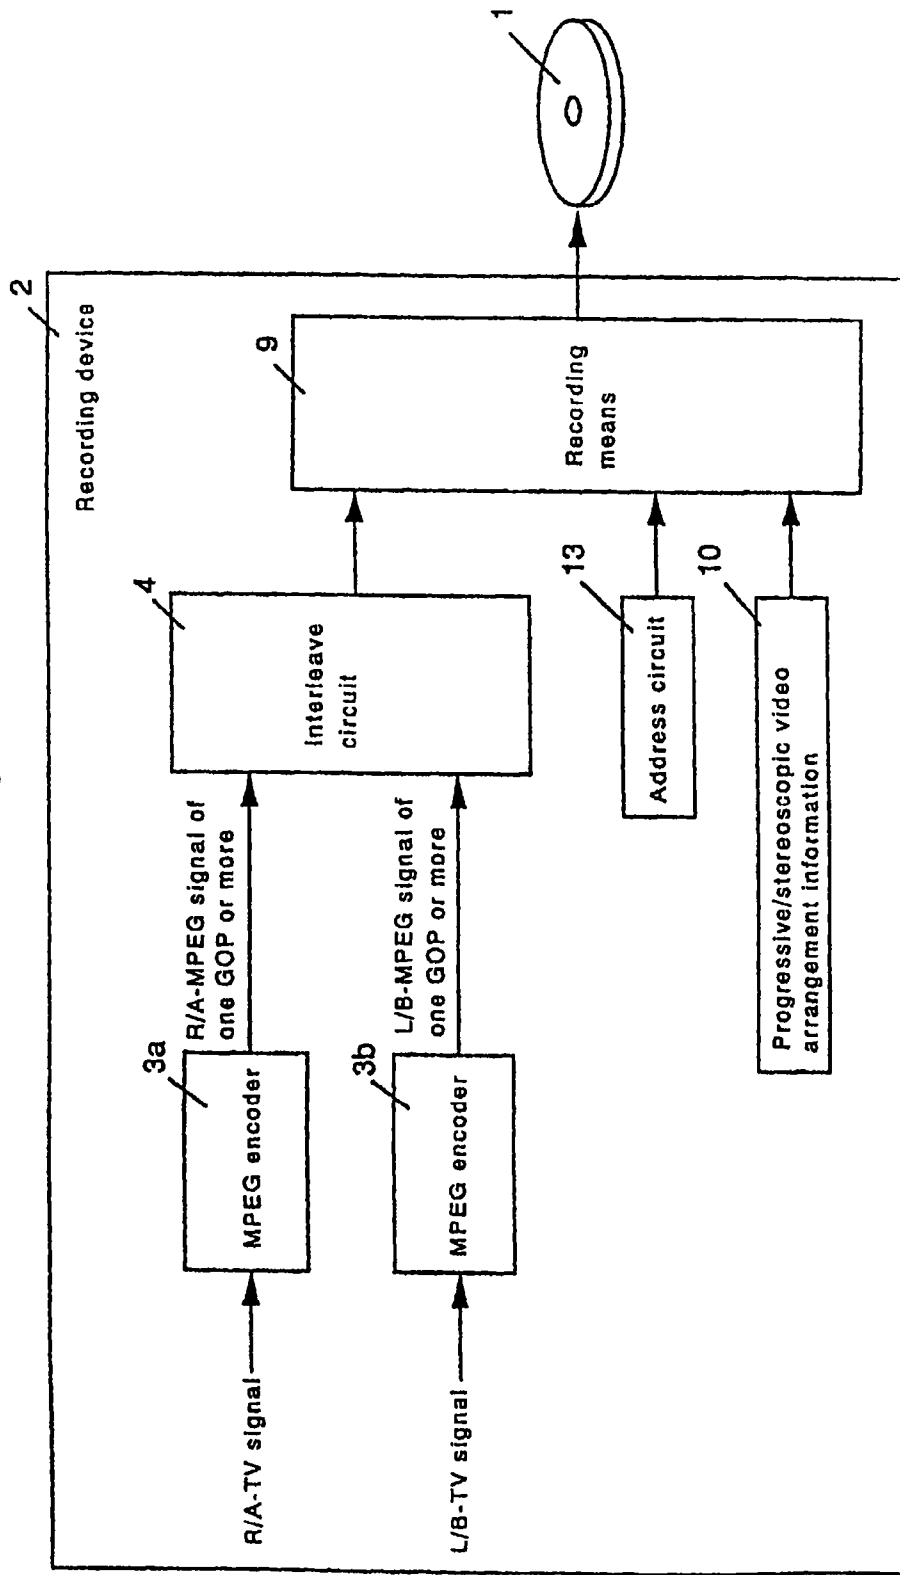 2
Recording device
1
9
Recording
means
4
Interleave
circuit
13
Address circuit
10
Progressive/stereoscopic video
arrangement information
R/A-MPEG signal of
one GOP or more
L/B-MPEG signal of
one GOP or more
3a
MPEG encoder
3b
MPEG encoder
R/A-TV signal
L/B-TV signal